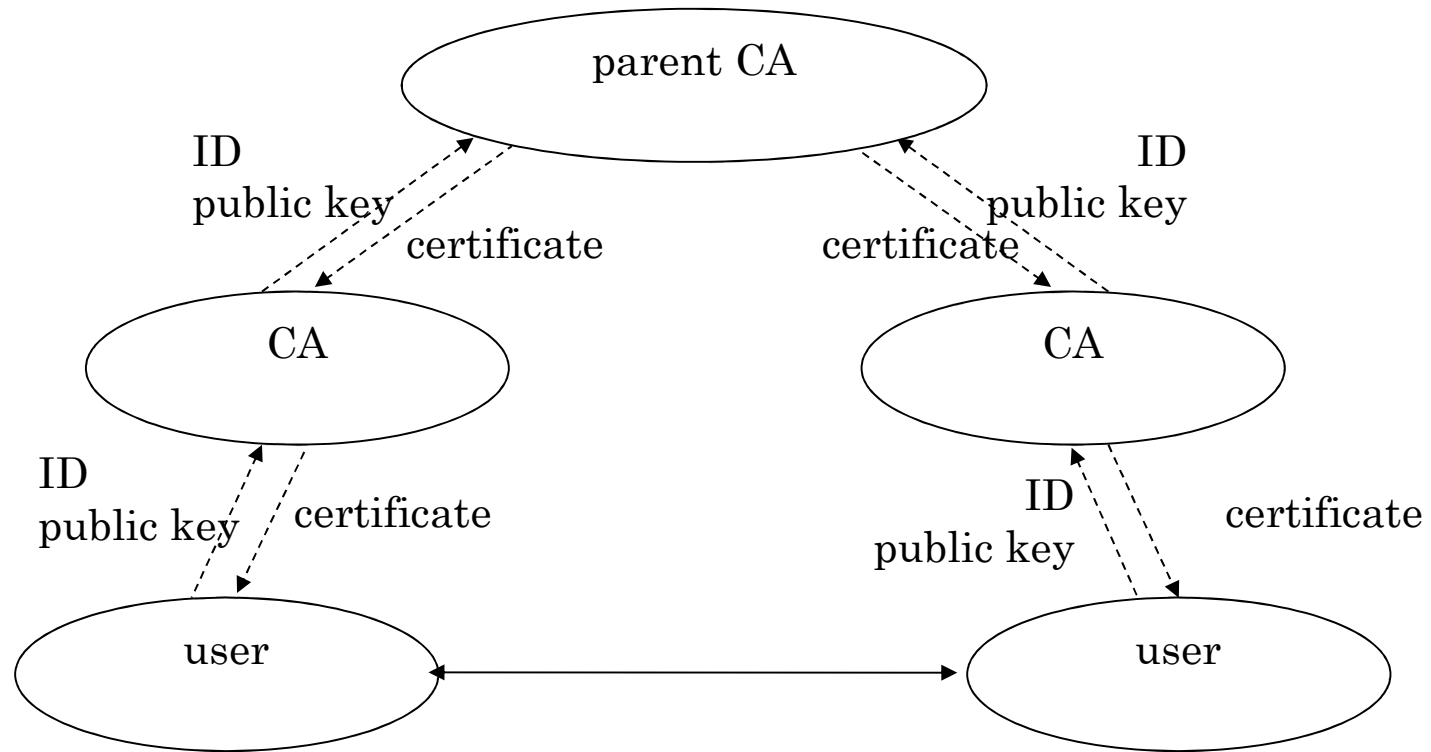 parent CA
ID
public key
certificate
ID
public key
certificate
CA
CA
ID
public key
certificate
ID
public key
certificate
user
user